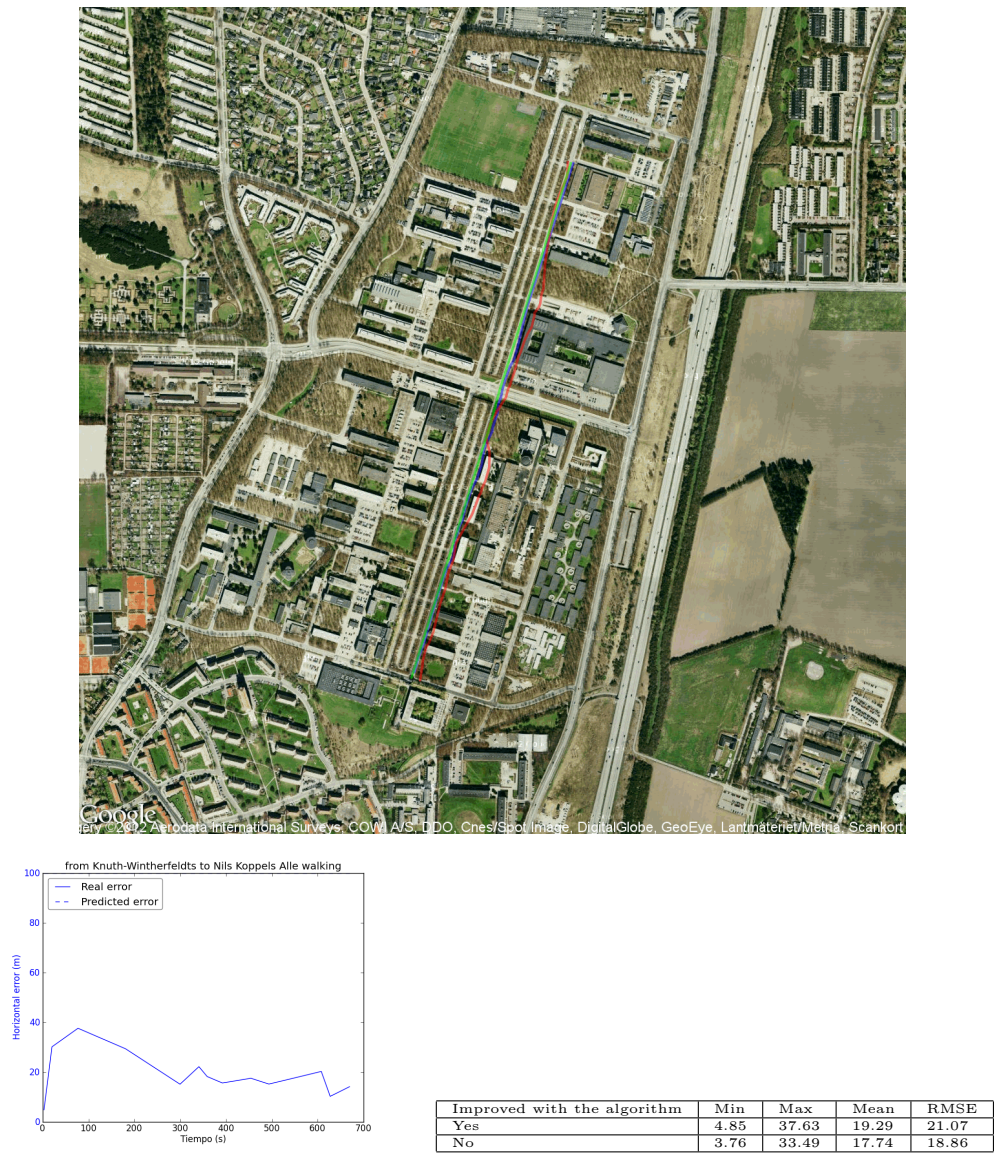 Google
ery ©2012 Aerodata International Surveys, COWI A/S, DDO, Cnes/Spot Image, DigitalGlobe, GeoEye, Lantmäteriet/Metria, Scankort
from Knuth-Wintherfeldts to Nils Koppels Alle walking
Real error
Predicted error
Horizontal error (m)
100
80
60
40
20
0
0 100 200 300 400 500 600 700
Tiempo (s)
Improved with the algorithm Min Max Mean RMSE
Yes 4.85 37.63 19.29 21.07
No 3.76 33.49 17.74 18.86